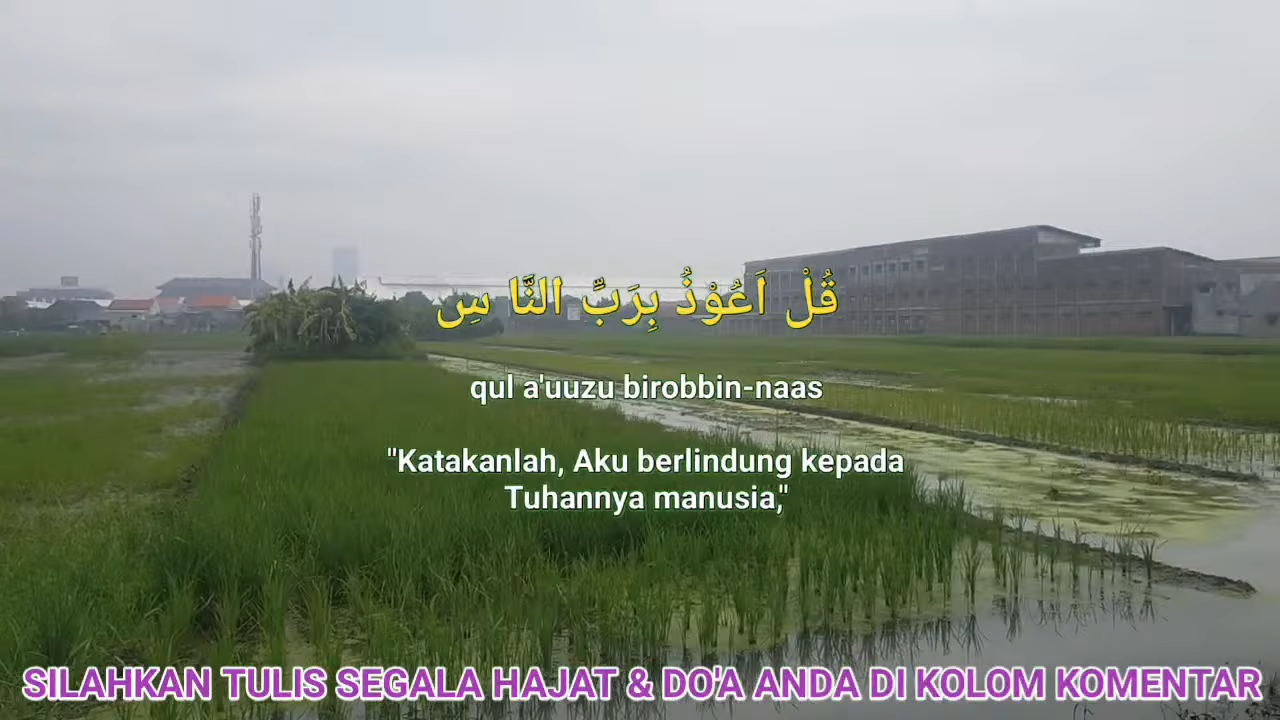 قُلْ اَعُوْذُ بِرَبِّ النَّا سِ
qul a'uuzu birobbin-naas
"Katakanlah, Aku berlindung kepada
Tuhannya manusia,"
SILAHKAN TULIS SEGALA HAJAT & DO'A ANDA DI KOLOM KOMENTAR